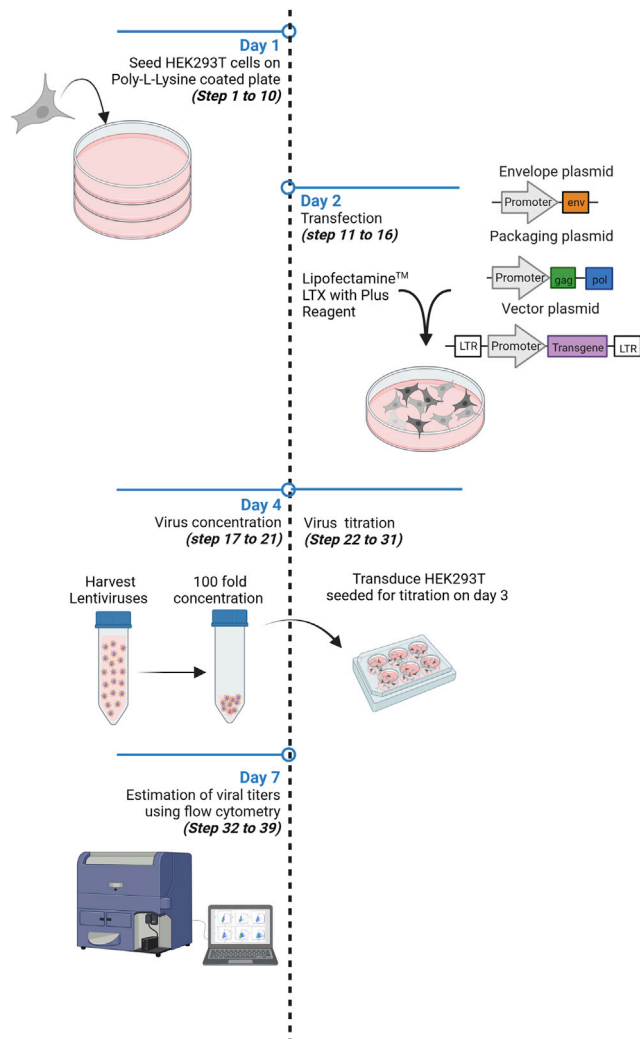 Day 1
Seed HEK293T cells on
Poly-L-Lysine coated plate
(Step 1 to 10)
Day 2
Transfection
(step 11 to 16)
Envelope plasmid
Promoter
env
Packaging plasmid
Promoter
gag
pol
Vector plasmid
LTR
Promoter
Transgene
LTR
Lipofectamine™
LTX with Plus
Reagent
Day 4
Virus concentration
(step 17 to 21)
Virus titration
(Step 22 to 31)
Harvest
Lentiviruses
100 fold
concentration
Transduce HEK293T
seeded for titration on day 3
Day 7
Estimation of viral titers
using flow cytometry
(Step 32 to 39)